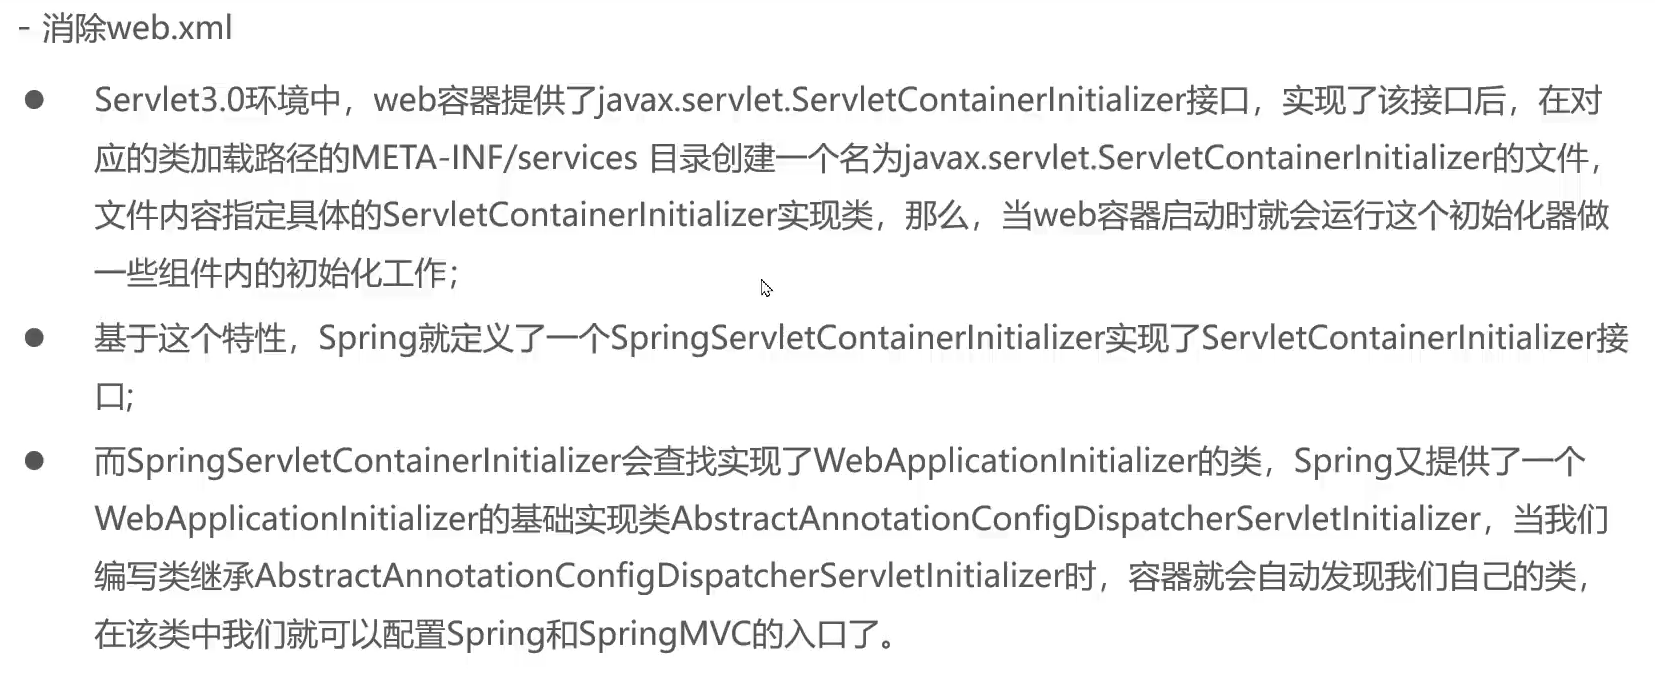 - 消除web.xml
● Servlet3.0环境中，web容器提供了javax.servlet.ServletContainerInitializer接口，实现了该接口后，在对
应的类加载路径的META-INF/services 目录创建一个名为javax.servlet.ServletContainerInitializer的文件，
文件内容指定具体的ServletContainerInitializer实现类，那么，当web容器启动时就会运行这个初始化器做
一些组件内的初始化工作；
● 基于这个特性，Spring就定义了一个SpringServletContainerInitializer实现了ServletContainerInitializer接
口;
● 而SpringServletContainerInitializer会查找实现了WebApplicationInitializer的类，Spring又提供了一个
WebApplicationInitializer的基础实现类AbstractAnnotationConfigDispatcherServletInitializer，当我们
编写类继承AbstractAnnotationConfigDispatcherServletInitializer时，容器就会自动发现我们自己的类，
在该类中我们就可以配置Spring和SpringMVC的入口了。